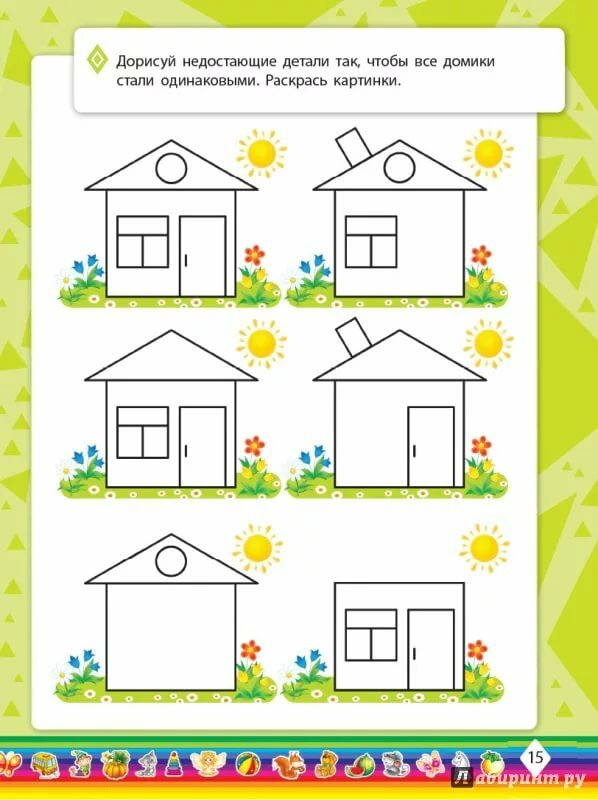 Дорисуй недостающие детали так, чтобы все домики
стали одинаковыми. Раскрась картинки.
15
Лабиринт.ру